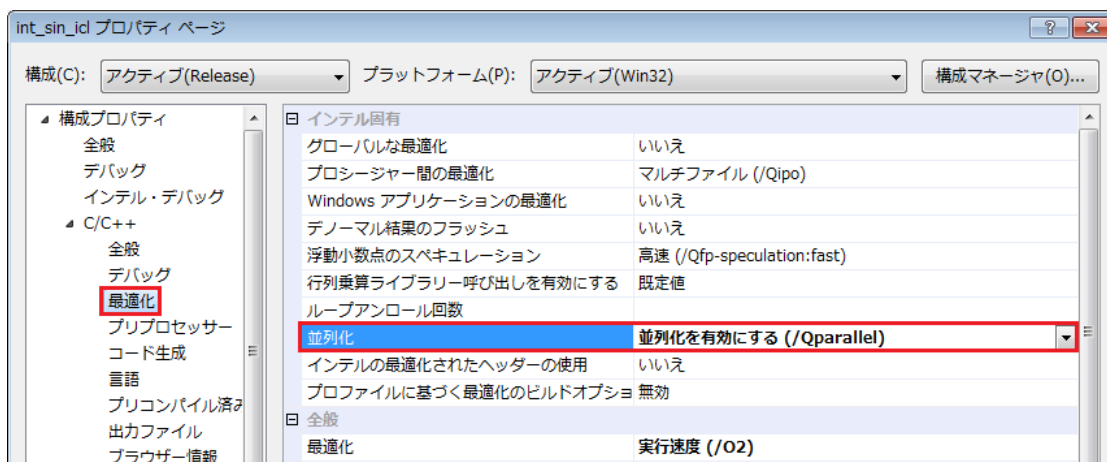 int_sin_icl プロパティ ページ
構成(C): アクティブ(Release) プラットフォーム(P): アクティブ(Win32) 構成マネージャ(O)...
構成プロパティ
全般
デバッグ
インテル・デバッグ
C/C++
全般
デバッグ
最適化
プリプロセッサー
コード生成
言語
プリコンパイル済み
出力ファイル
ブラウザー情報
インテル固有
グローバルな最適化 いいえ
プロシージャー間の最適化 マルチファイル (/Qipo)
Windows アプリケーションの最適化 いいえ
デノーマル結果のフラッシュ いいえ
浮動小数点のスペキュレーション 高速 (/Qfp-speculation:fast)
行列乗算ライブラリー呼び出しを有効にする 既定値
ループアンロール回数
並列化 並列化を有効にする (/Qparallel)
インテルの最適化されたヘッダーの使用 いいえ
プロファイルに基づく最適化のビルドオプショ 無効
全般
最適化 実行速度 (/O2)